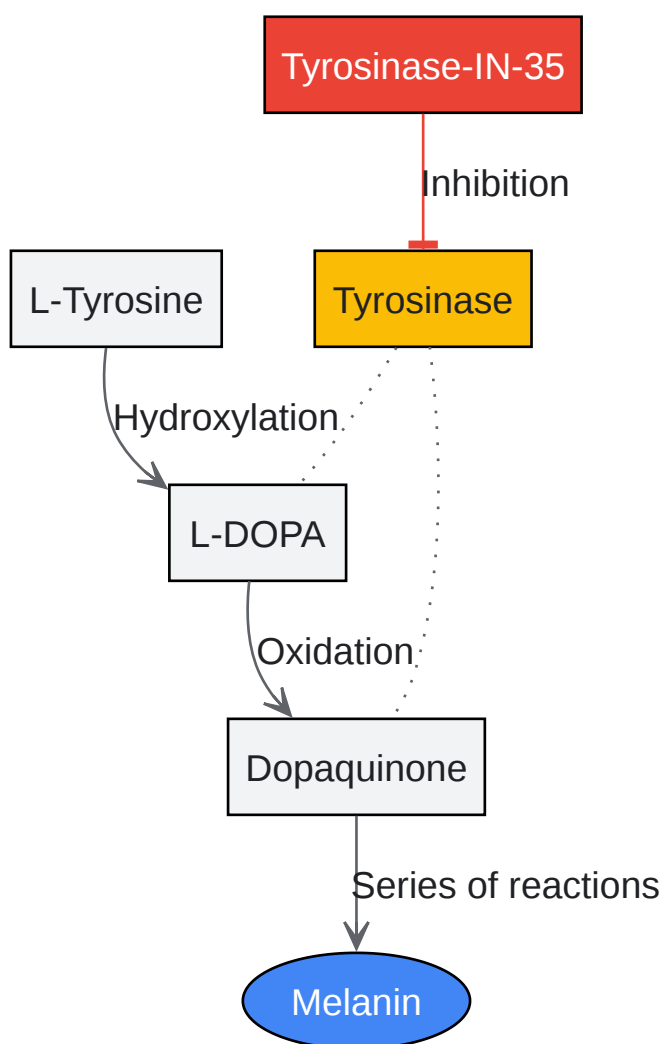 Tyrosinase-IN-35
Inhibition
L-Tyrosine
Tyrosinase
Hydroxylation
L-DOPA
Oxidation
Dopaquinone
Series of reactions
Melanin